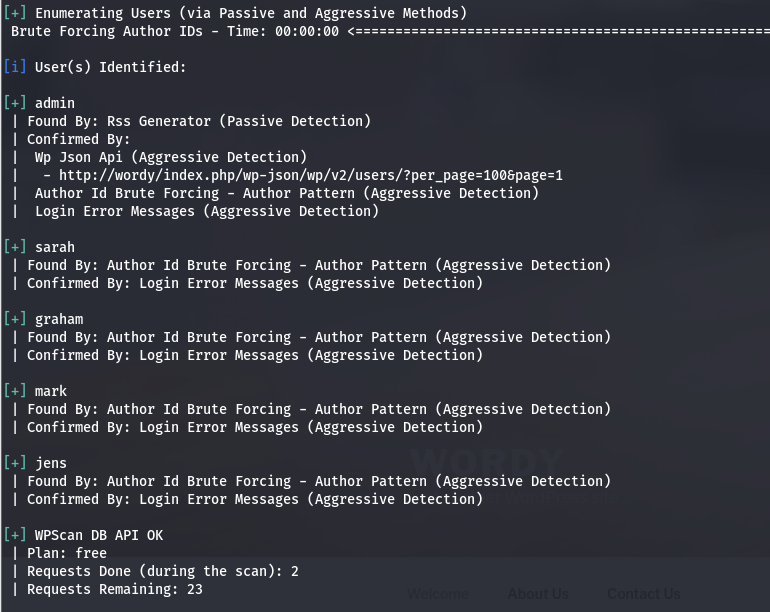 [+] Enumerating Users (via Passive and Aggressive Methods)
Brute Forcing Author IDs - Time: 00:00:00 <====================================================
[i] User(s) Identified:
[+] admin
| Found By: Rss Generator (Passive Detection)
| Confirmed By:
|  Wp Json Api (Aggressive Detection)
|   - http://wordy/index.php/wp-json/wp/v2/users/?per_page=100&page=1
|  Author Id Brute Forcing - Author Pattern (Aggressive Detection)
|  Login Error Messages (Aggressive Detection)
[+] sarah
| Found By: Author Id Brute Forcing - Author Pattern (Aggressive Detection)
| Confirmed By: Login Error Messages (Aggressive Detection)
[+] graham
| Found By: Author Id Brute Forcing - Author Pattern (Aggressive Detection)
| Confirmed By: Login Error Messages (Aggressive Detection)
[+] mark
| Found By: Author Id Brute Forcing - Author Pattern (Aggressive Detection)
| Confirmed By: Login Error Messages (Aggressive Detection)
[+] jens
| Found By: Author Id Brute Forcing - Author Pattern (Aggressive Detection)
| Confirmed By: Login Error Messages (Aggressive Detection)
WORDY
[+] WPScan DB API OK
| Plan: free
| Requests Done (during the scan): 2
| Requests Remaining: 23
Welcome About Us Contact Us